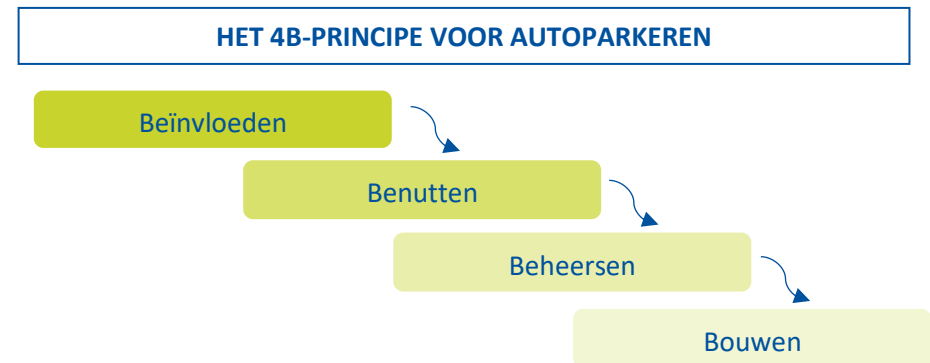 HET 4B-PRINCIPE VOOR AUTOPARKEREN
Beïnvloeden
Benutten
Beheersen
Bouwen